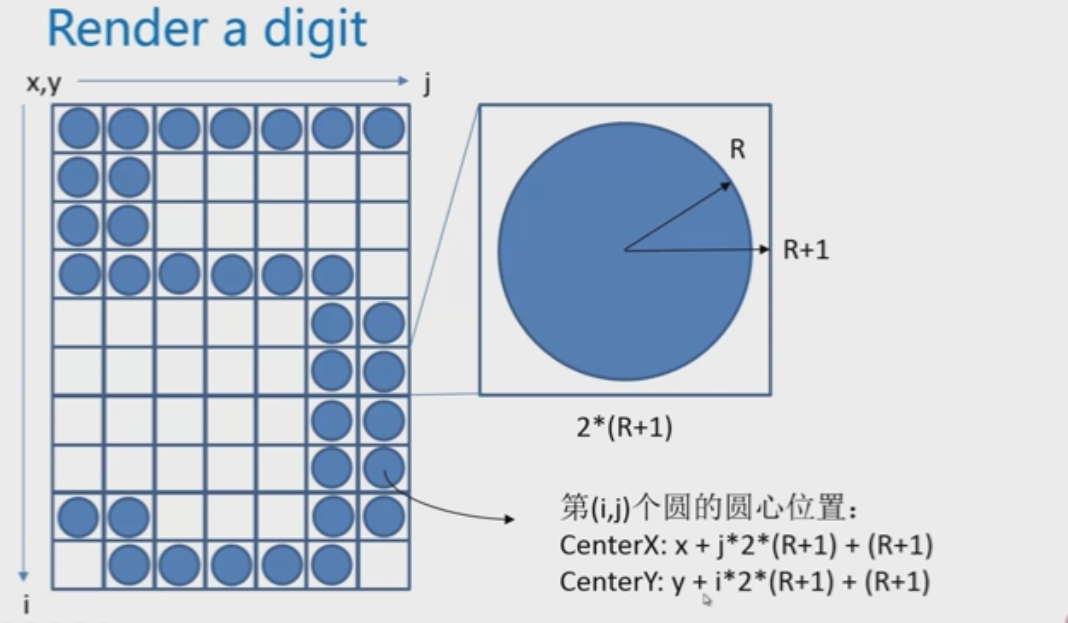 Render a digit
x,y
j
R
R+1
2*(R+1)
第(i,j)个圆的圆心位置：
CenterX: x + j*2*(R+1) + (R+1)
CenterY: y + i*2*(R+1) + (R+1)
i